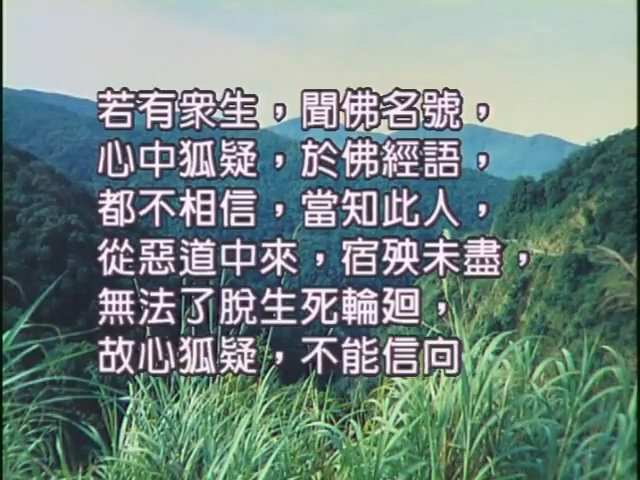 若有眾生，聞佛名號，
心中狐疑，於佛經語，
都不相信，當知此人，
從惡道中來，宿殃未盡，
無法了脫生死輪迴，
故心狐疑，不能信向